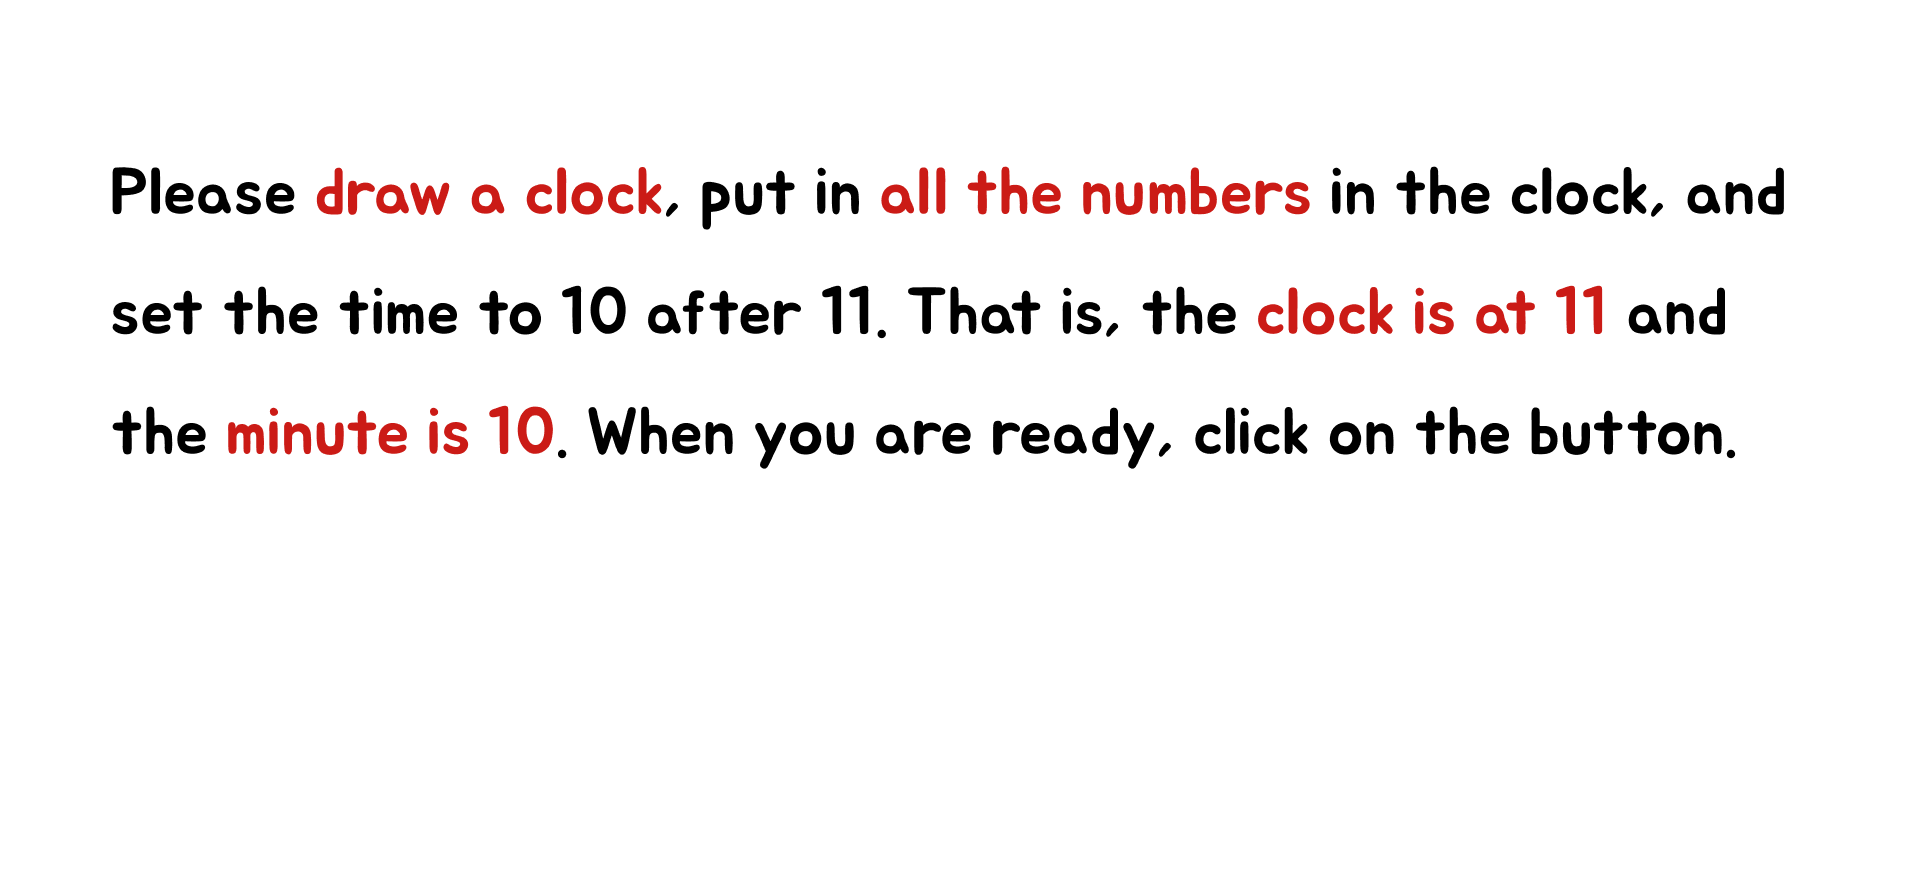 Please draw a clock, put in all the numbers in the clock, and
set the time to 10 after 11. That is, the clock is at 11 and
the minute is 10. When you are ready, click on the button.